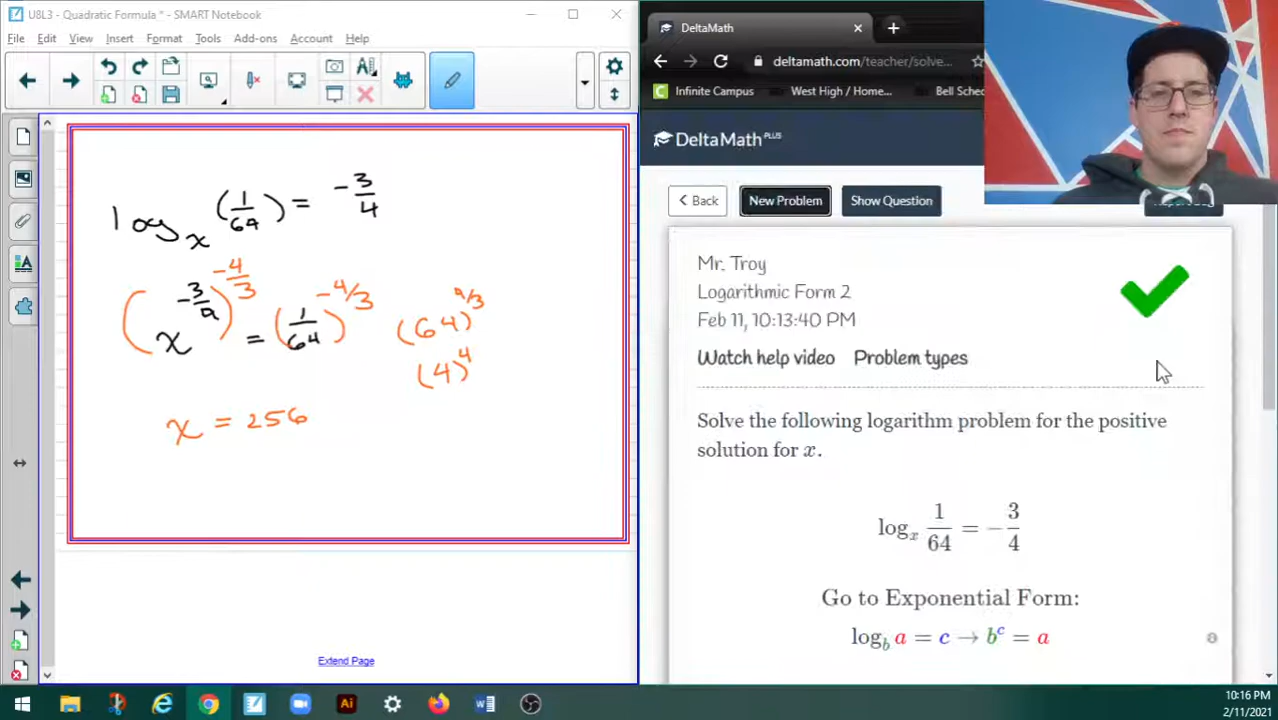 U8L3 - Quadratic Formula * - SMART Notebook
File Edit View Insert Format Tools Add-ons Account Help
log_x (1/64) = -3/4
(x^-3/4)^-4/3 = (1/64)^-4/3 (64)^4/3
(4)^4
x = 256
Extend Page
DeltaMath
deltamath.com/teacher/solve...
Infinite Campus West High / Home... Bell Sche
DeltaMath PLUS
< Back New Problem Show Question
Mr. Troy
Logarithmic Form 2
Feb 11, 10:13:40 PM
Watch help video Problem types
Solve the following logarithm problem for the positive
solution for x.
log_x 1/64 = -3/4
Go to Exponential Form:
log_b a = c → b^c = a
10:16 PM
2/11/2021